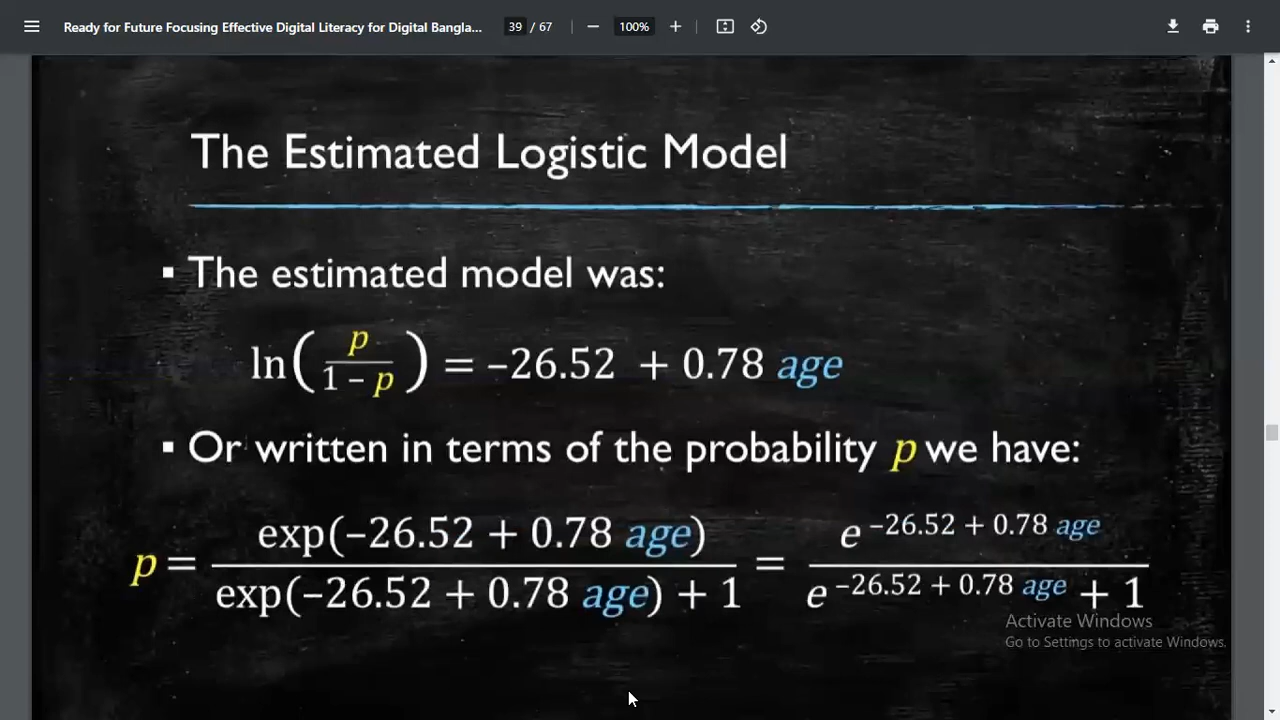 Ready for Future Focusing Effective Digital Literacy for Digital Bangla... 39 / 67 100%
The Estimated Logistic Model
▪ The estimated model was:
ln(p / 1 − p) = −26.52 + 0.78 age
▪ Or written in terms of the probability p we have:
p = exp(−26.52 + 0.78 age) / exp(−26.52 + 0.78 age) + 1 = e^−26.52 + 0.78 age / e^−26.52 + 0.78 age + 1
Activate Windows
Go to Settings to activate Windows.